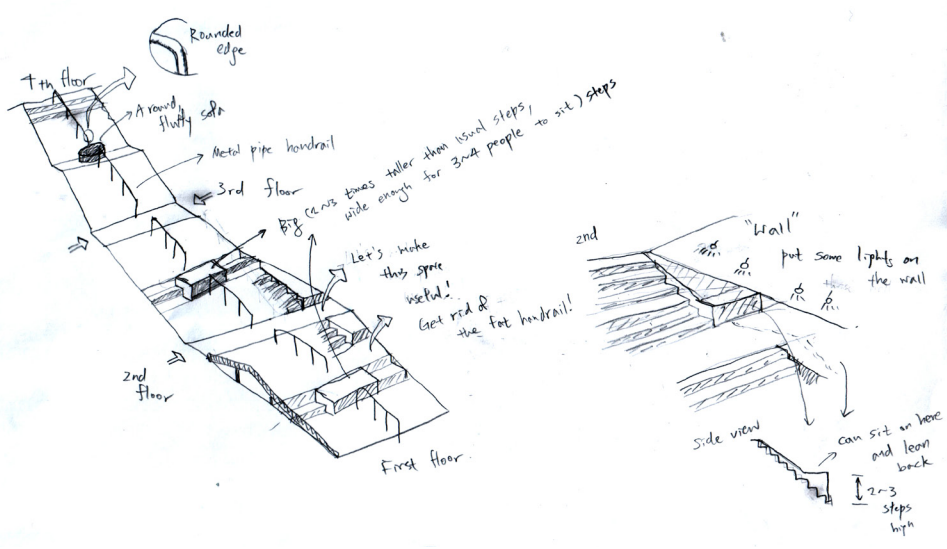 Rounded
edge
4th floor
A round,
fluffy sofa
Metal pipe handrail
3rd floor
Big (2~3 times taller than usual steps,
wide enough for 3~4 people to sit) steps
Let's make
this space
useful!
Get rid of
the fat handrail!
2nd
floor
First floor.
2nd
"Wall"
put some lights on
the wall
side view
can sit on here
and lean
back
2~3
steps
high